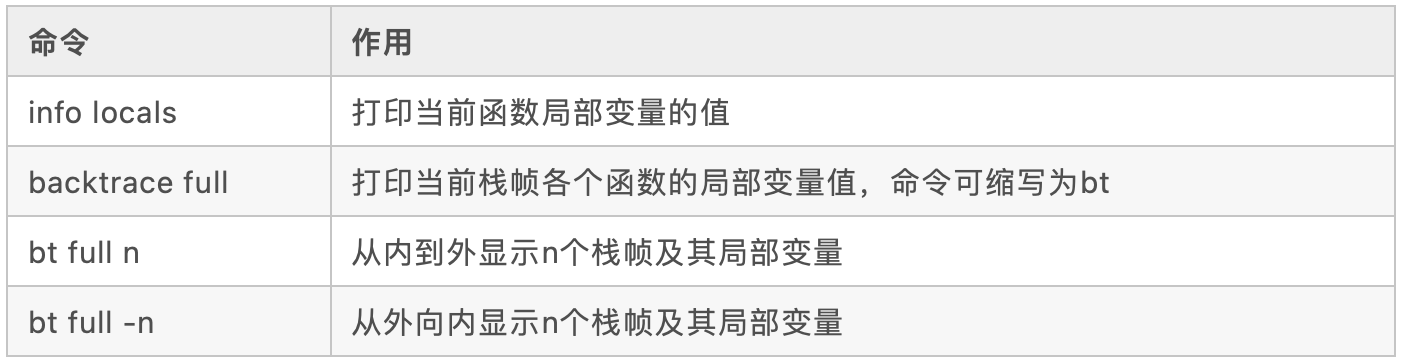 命令 作用
info locals 打印当前函数局部变量的值
backtrace full 打印当前栈帧各个函数的局部变量值，命令可缩写为bt
bt full n 从内到外显示n个栈帧及其局部变量
bt full -n 从外向内显示n个栈帧及其局部变量